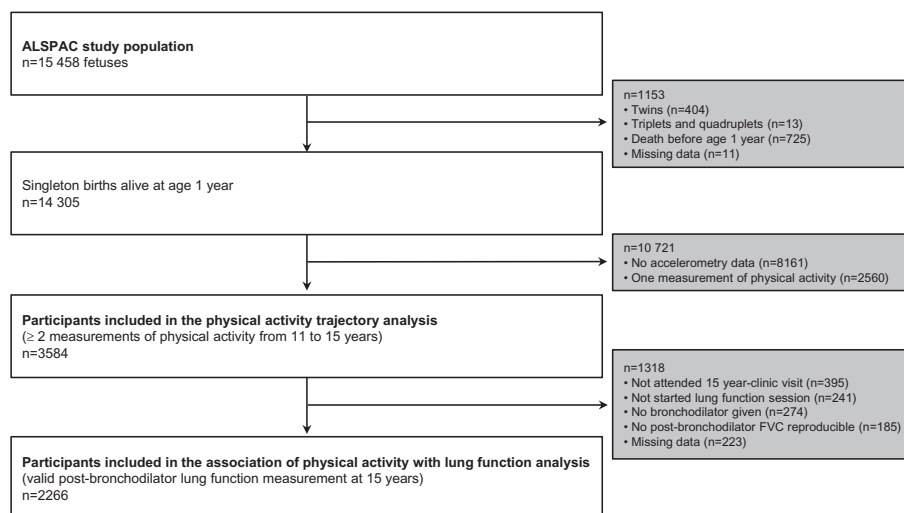 ALSPAC study population
n=15 458 fetuses
n=1153
• Twins (n=404)
• Triplets and quadruplets (n=13)
• Death before age 1 year (n=725)
• Missing data (n=11)
Singleton births alive at age 1 year
n=14 305
n=10 721
• No accelerometry data (n=8161)
• One measurement of physical activity (n=2560)
Participants included in the physical activity trajectory analysis
(≥ 2 measurements of physical activity from 11 to 15 years)
n=3584
n=1318
• Not attended 15 year-clinic visit (n=395)
• Not started lung function session (n=241)
• No bronchodilator given (n=274)
• No post-bronchodilator FVC reproducible (n=185)
• Missing data (n=223)
Participants included in the association of physical activity with lung function analysis
(valid post-bronchodilator lung function measurement at 15 years)
n=2266